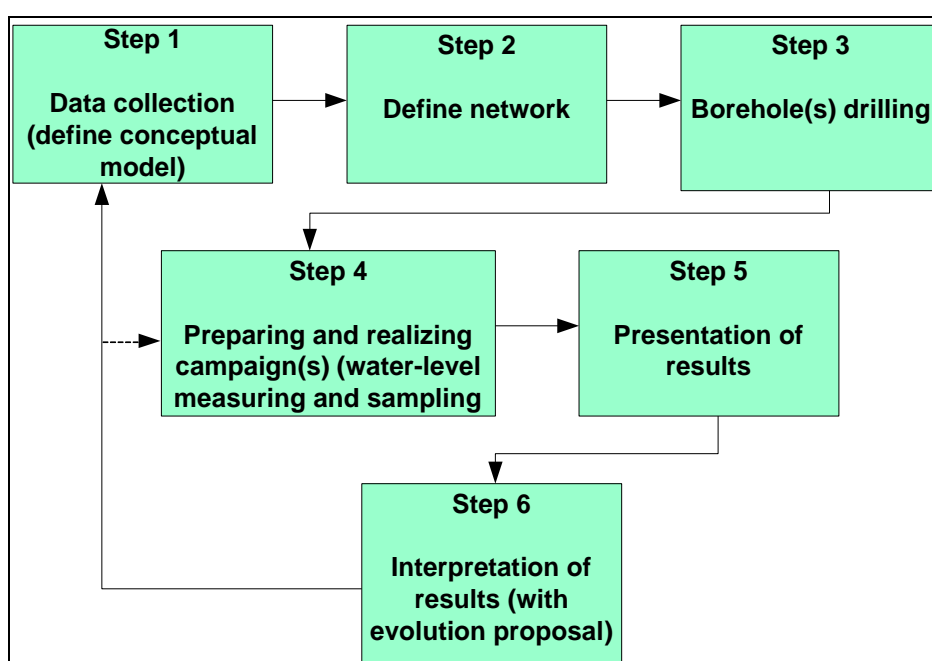 Step 1
Data collection
(define conceptual
model)
Step 2
Define network
Step 3
Borehole(s) drilling
Step 4
Preparing and realizing
campaign(s) (water-level
measuring and sampling
Step 5
Presentation of
results
Step 6
Interpretation of
results (with
evolution proposal)